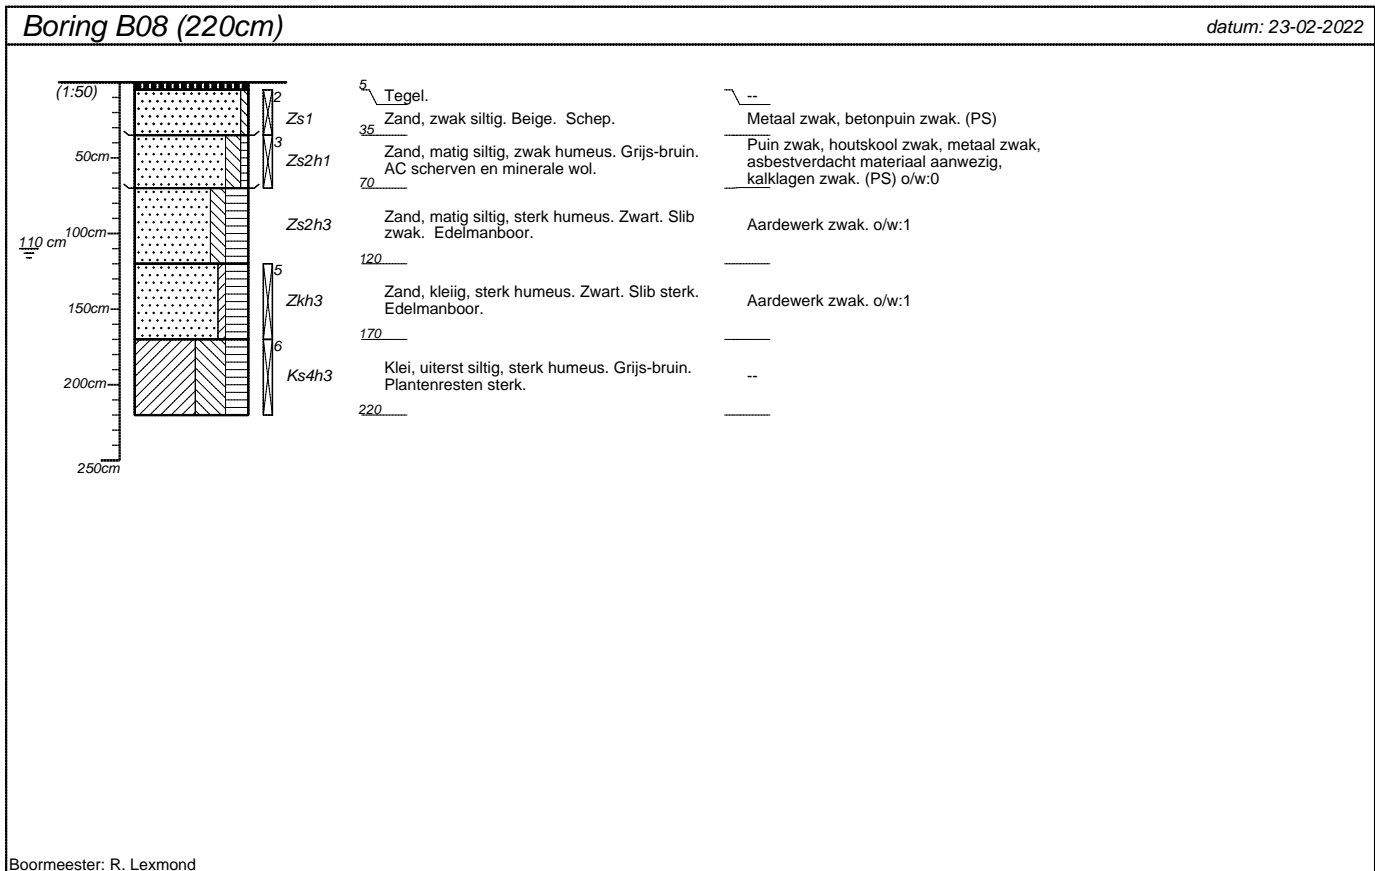 Boring B08 (220cm)
datum: 23-02-2022
(1:50)
5
Tegel.
--
2
Zs1
Zand, zwak siltig. Beige.  Schep.
Metaal zwak, betonpuin zwak. (PS)
35
3
50cm
Zs2h1
Zand, matig siltig, zwak humeus. Grijs-bruin.
AC scherven en minerale wol.
Puin zwak, houtskool zwak, metaal zwak,
asbestverdacht materiaal aanwezig,
kalklagen zwak. (PS) o/w:0
70
Zs2h3
Zand, matig siltig, sterk humeus. Zwart. Slib
zwak.  Edelmanboor.
Aardewerk zwak. o/w:1
100cm
110 cm
120
5
Zkh3
Zand, kleiig, sterk humeus. Zwart. Slib sterk.
Edelmanboor.
Aardewerk zwak. o/w:1
150cm
170
6
Ks4h3
Klei, uiterst siltig, sterk humeus. Grijs-bruin.
Plantenresten sterk.
--
200cm
220
250cm
Boormeester: R. Lexmond